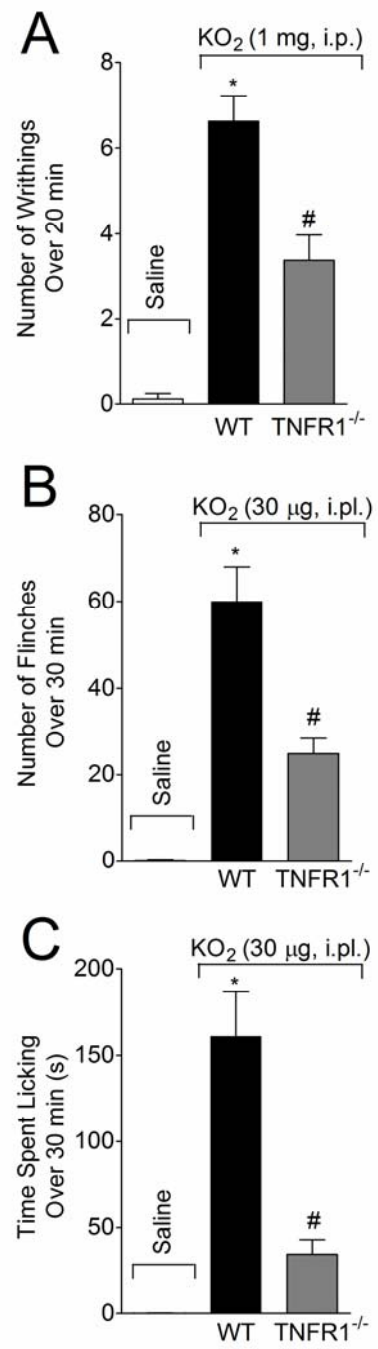 A
KO₂ (1 mg, i.p.)
Number of Writhings
Over 20 min
8
6
4
2
0
Saline
*
#
WT
TNFR1⁻/⁻
B
KO₂ (30 µg, i.pl.)
Number of Flinches
Over 30 min
80
60
40
20
0
Saline
*
#
WT
TNFR1⁻/⁻
C
KO₂ (30 µg, i.pl.)
Time Spent Licking
Over 30 min (s)
200
150
100
50
0
Saline
*
#
WT
TNFR1⁻/⁻